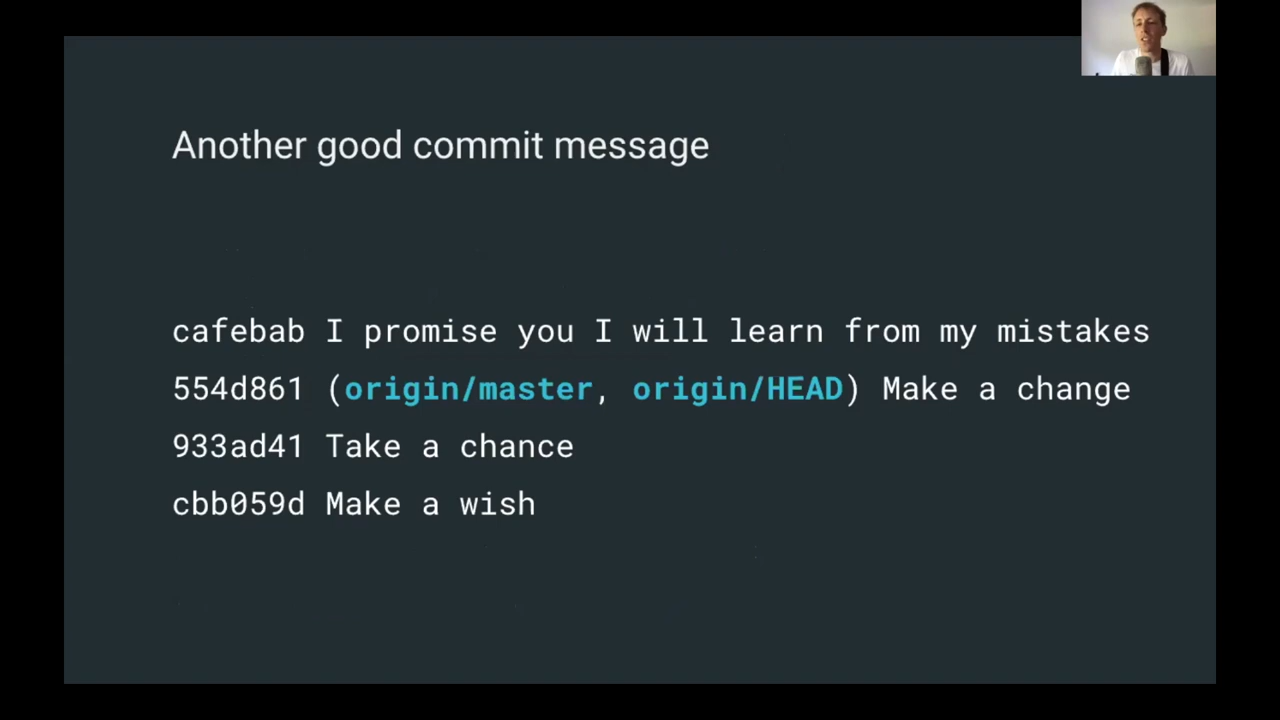 Another good commit message
cafebab I promise you I will learn from my mistakes
554d861 (origin/master, origin/HEAD) Make a change
933ad41 Take a chance
cbb059d Make a wish